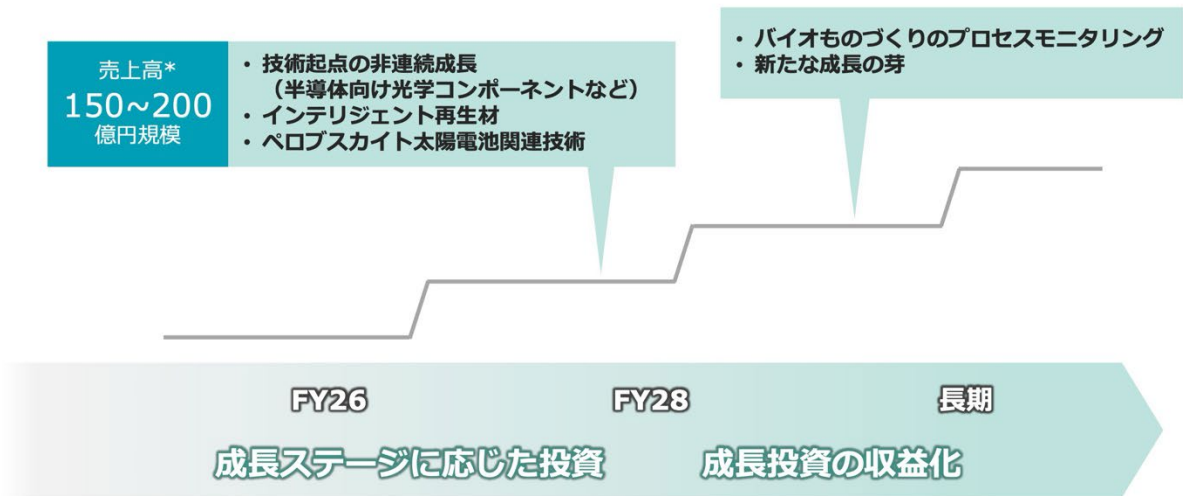 売上高*
150~200
億円規模
・ 技術起点の非連続成長
（半導体向け光学コンポーネントなど）
・ インテリジェント再生材
・ ペロブスカイト太陽電池関連技術
・ バイオものづくりのプロセスモニタリング
・ 新たな成長の芽
FY26
FY28
長期
成長ステージに応じた投資
成長投資の収益化